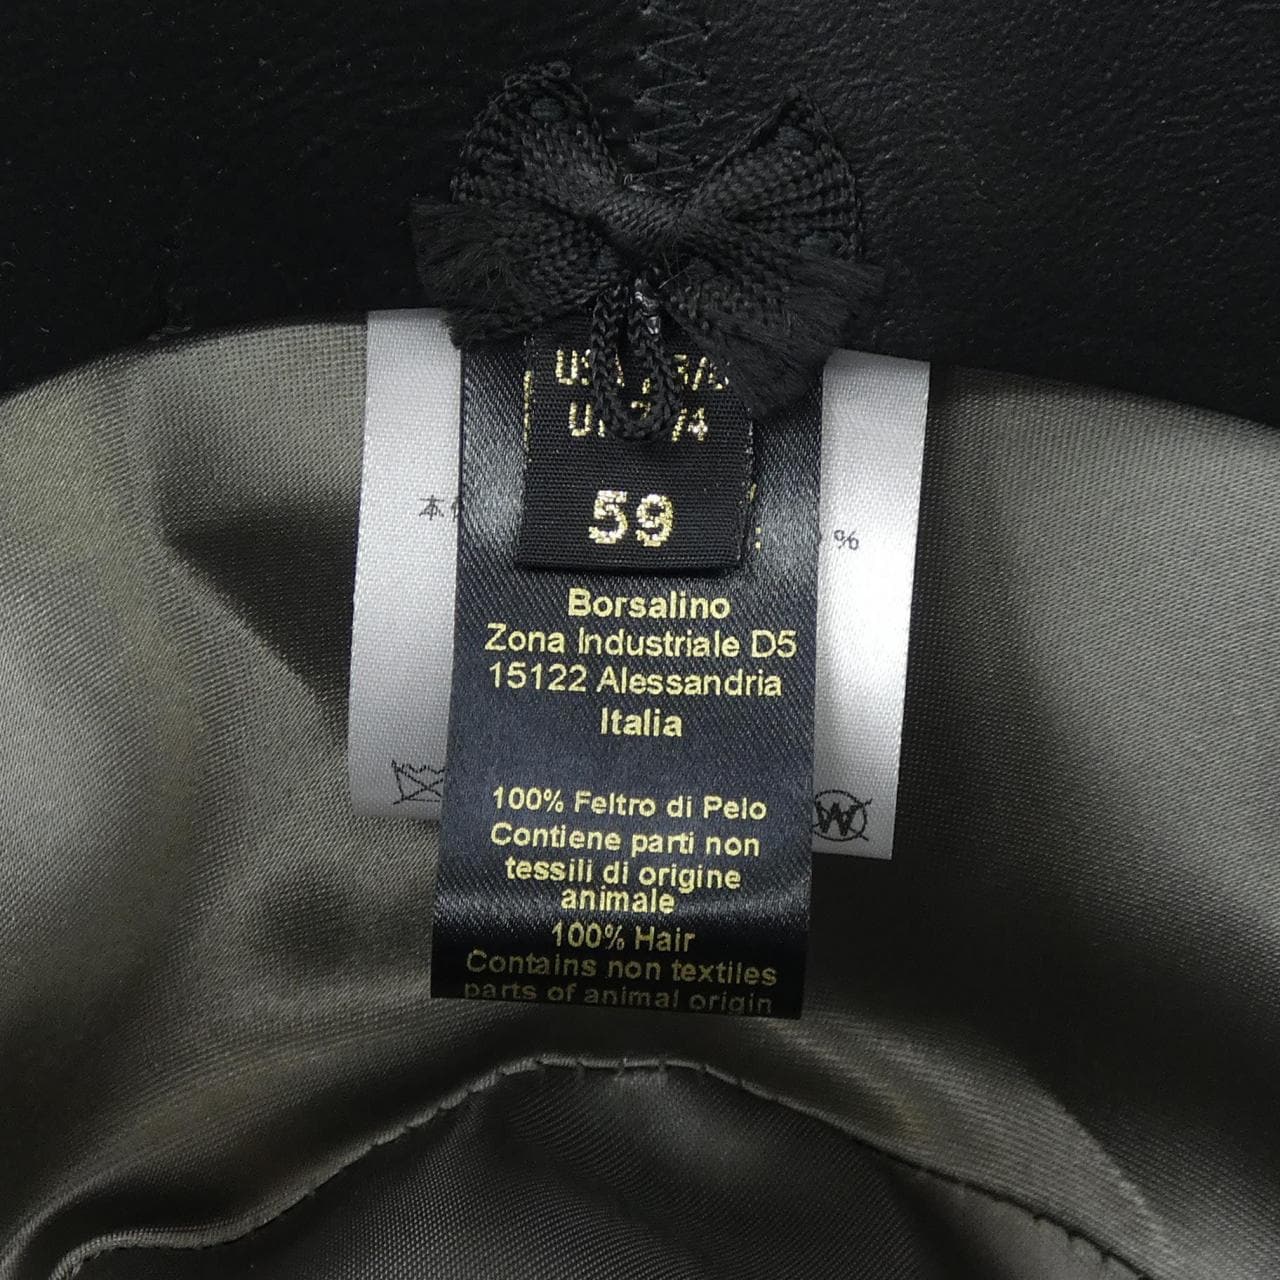 59
本
%
Borsalino
Zona Industriale D5
15122 Alessandria
Italia
W
100% Feltro di Pelo
Contiene parti non
tessili di origine
animale
100% Hair
Contains non textiles
parts of animal origin